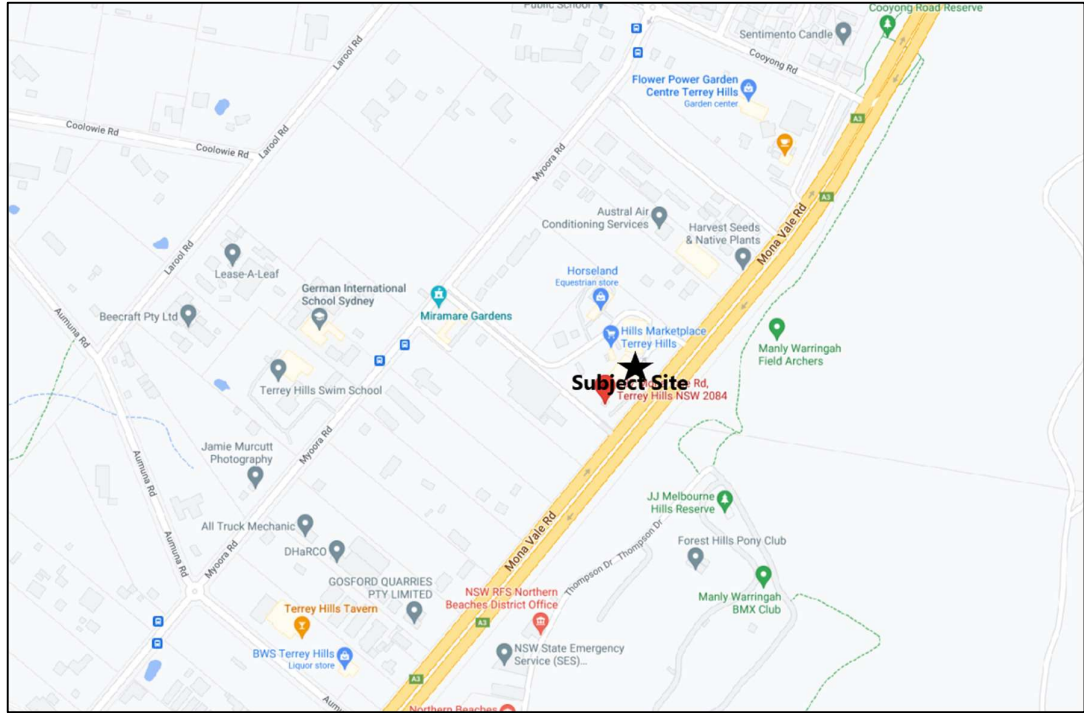 Public School
Cooyong Road Reserve
Sentimento Candle
Larool Rd
Cooyong Rd
Flower Power Garden
Centre Terrey Hills
Garden center
A3
Coolowie Rd
Coolowie Rd
Larool Rd
Myoora Rd
A3
Austral Air
Conditioning Services
Harvest Seeds
& Native Plants
Mona Vale Rd
Larool Rd
Lease-A-Leaf
Horseland
Equestrian store
German International
School Sydney
Miramare Gardens
Beecraft Pty Ltd
Aumuna Rd
Hills Marketplace
Terrey Hills
Manly Warringah
Field Archers
Subject Site
Rd,
Terrey Hills NSW 2084
Terrey Hills Swim School
Myoora Rd
Jamie Murcutt
Photography
Aumuna Rd
JJ Melbourne
Hills Reserve
All Truck Mechanic
Mona Vale Rd
Thompson Dr
Thompson Dr
Forest Hills Pony Club
DHaRCO
Aumuna Rd
Myoora Rd
GOSFORD QUARRIES
PTY LIMITED
NSW RFS Northern
Beaches District Office
Manly Warringah
BMX Club
Terrey Hills Tavern
A3
BWS Terrey Hills
Liquor store
NSW State Emergency
Service (SES)...
A3
Northern Beaches